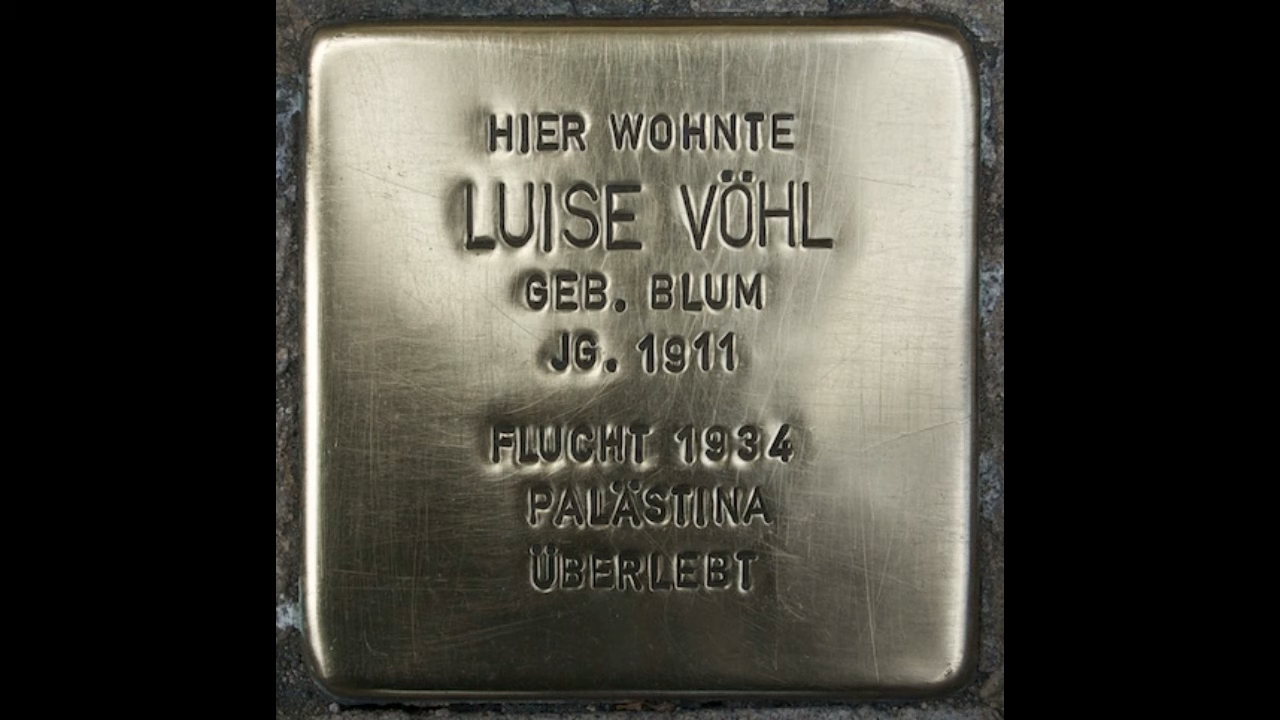 HIER WOHNTE
LUISE VÖHL
GEB. BLUM
JG. 1911
FLUCHT 1934
PALÄSTINA
ÜBERLEBT